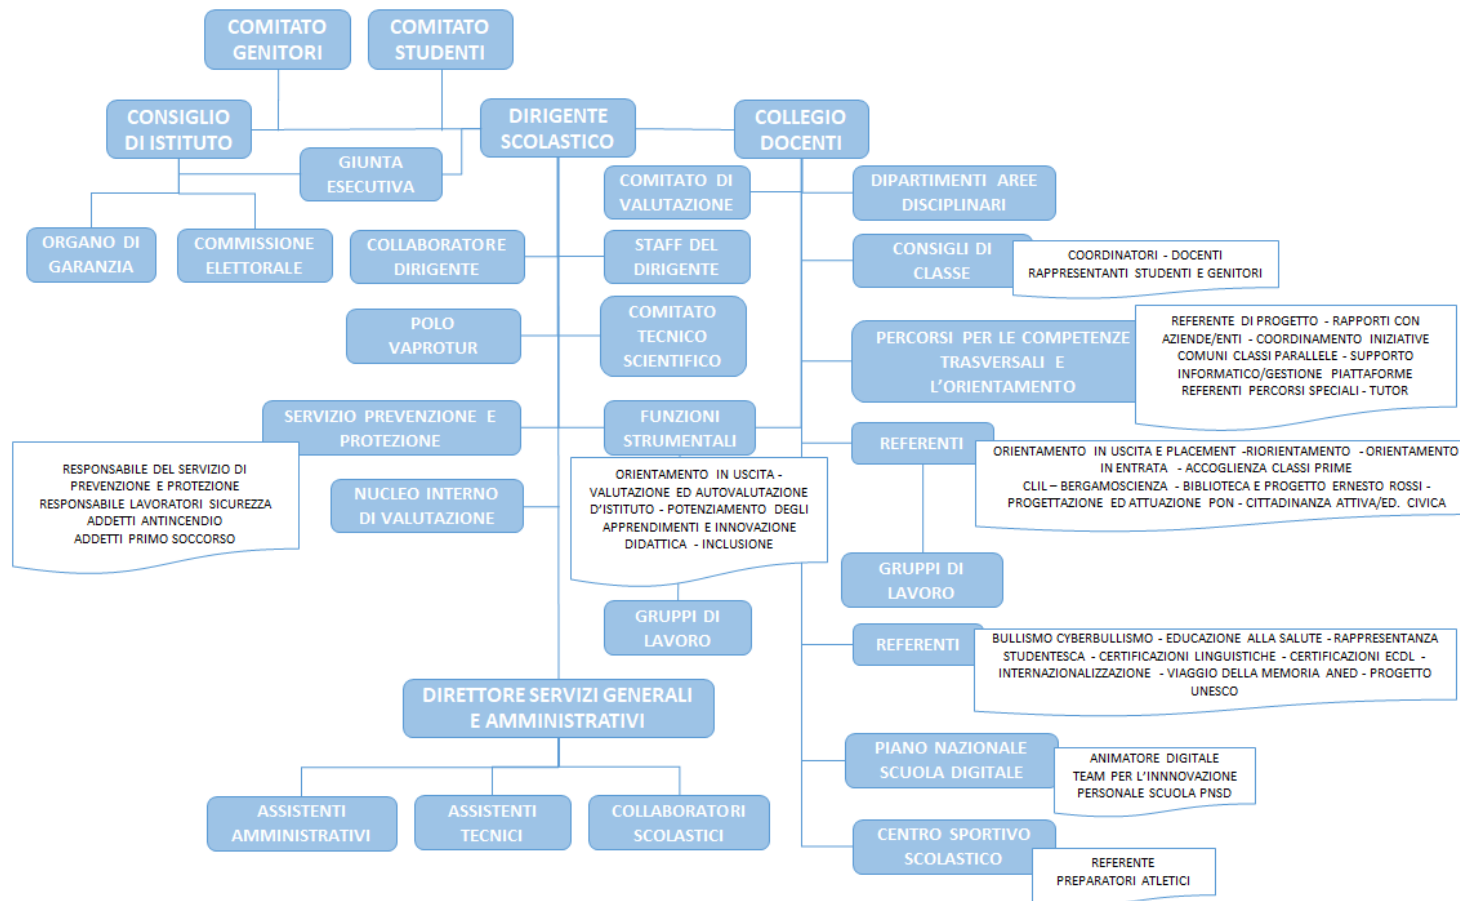 COMITATO
GENITORI
COMITATO
STUDENTI
CONSIGLIO
DI ISTITUTO
DIRIGENTE
SCOLASTICO
COLLEGIO
DOCENTI
GIUNTA
ESECUTIVA
COMITATO DI
VALUTAZIONE
DIPARTIMENTI AREE
DISCIPLINARI
ORGANO DI
GARANZIA
COMMISSIONE
ELETTORALE
COLLABORATORE
DIRIGENTE
STAFF DEL
DIRIGENTE
CONSIGLI DI
CLASSE
COORDINATORI - DOCENTI
RAPPRESENTANTI STUDENTI E GENITORI
POLO
VAPROTUR
COMITATO
TECNICO
SCIENTIFICO
PERCORSI PER LE COMPETENZE
TRASVERSALI E
L'ORIENTAMENTO
REFERENTE DI PROGETTO - RAPPORTI CON
AZIENDE/ENTI - COORDINAMENTO INIZIATIVE
COMUNI CLASSI PARALLELE - SUPPORTO
INFORMATICO/GESTIONE PIATTAFORME
REFERENTI PERCORSI SPECIALI - TUTOR
SERVIZIO PREVENZIONE E
PROTEZIONE
RESPONSABILE DEL SERVIZIO DI
PREVENZIONE E PROTEZIONE
RESPONSABILE LAVORATORI SICUREZZA
ADDETTI ANTINCENDIO
ADDETTI PRIMO SOCCORSO
FUNZIONI
STRUMENTALI
ORIENTAMENTO IN USCITA -
VALUTAZIONE ED AUTOVALUTAZIONE
D'ISTITUTO - POTENZIAMENTO DEGLI
APPRENDIMENTI E INNOVAZIONE
DIDATTICA - INCLUSIONE
REFERENTI
ORIENTAMENTO IN USCITA E PLACEMENT -RIORIENTAMENTO - ORIENTAMENTO
IN ENTRATA - ACCOGLIENZA CLASSI PRIME
CLIL – BERGAMOSCIENZA - BIBLIOTECA E PROGETTO ERNESTO ROSSI -
PROGETTAZIONE ED ATTUAZIONE PON - CITTADINANZA ATTIVA/ED. CIVICA
NUCLEO INTERNO
DI VALUTAZIONE
GRUPPI DI
LAVORO
GRUPPI DI
LAVORO
REFERENTI
BULLISMO CYBERBULLISMO - EDUCAZIONE ALLA SALUTE - RAPPRESENTANZA
STUDENTESCA - CERTIFICAZIONI LINGUISTICHE - CERTIFICAZIONI ECDL -
INTERNAZIONALIZZAZIONE - VIAGGIO DELLA MEMORIA ANED - PROGETTO
UNESCO
DIRETTORE SERVIZI GENERALI
E AMMINISTRATIVI
PIANO NAZIONALE
SCUOLA DIGITALE
ANIMATORE DIGITALE
TEAM PER L'INNNOVAZIONE
PERSONALE SCUOLA PNSD
ASSISTENTI
AMMINISTRATIVI
ASSISTENTI
TECNICI
COLLABORATORI
SCOLASTICI
CENTRO SPORTIVO
SCOLASTICO
REFERENTE
PREPARATORI ATLETICI